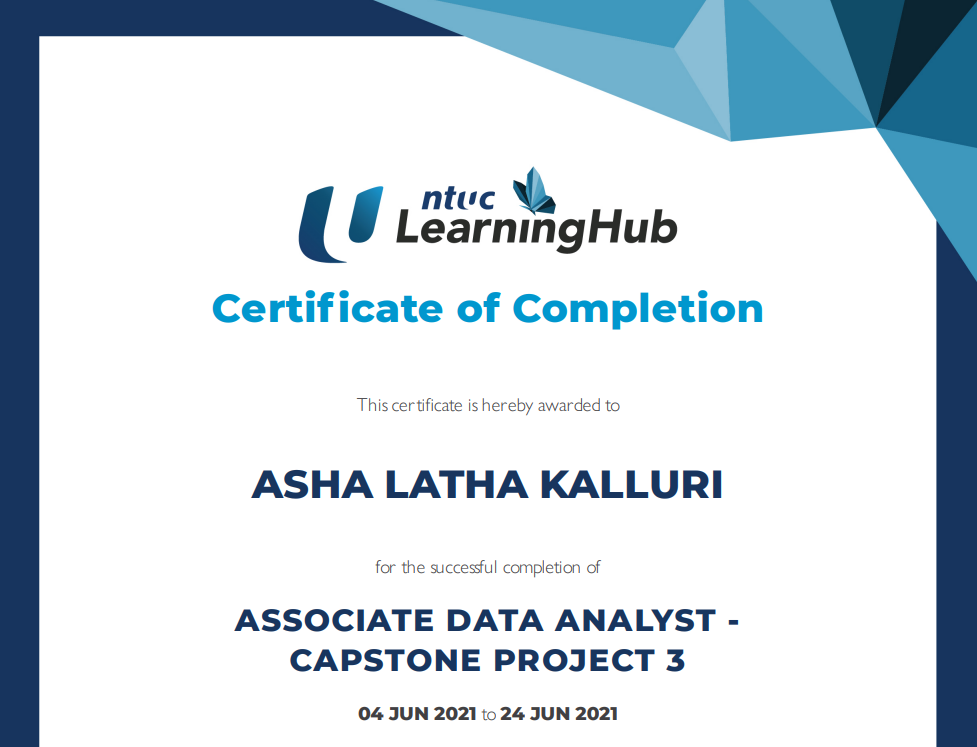 ntuc
LearningHub
Certificate of Completion
This certificate is hereby awarded to
ASHA LATHA KALLURI
for the successful completion of
ASSOCIATE DATA ANALYST -
CAPSTONE PROJECT 3
04 JUN 2021 to 24 JUN 2021